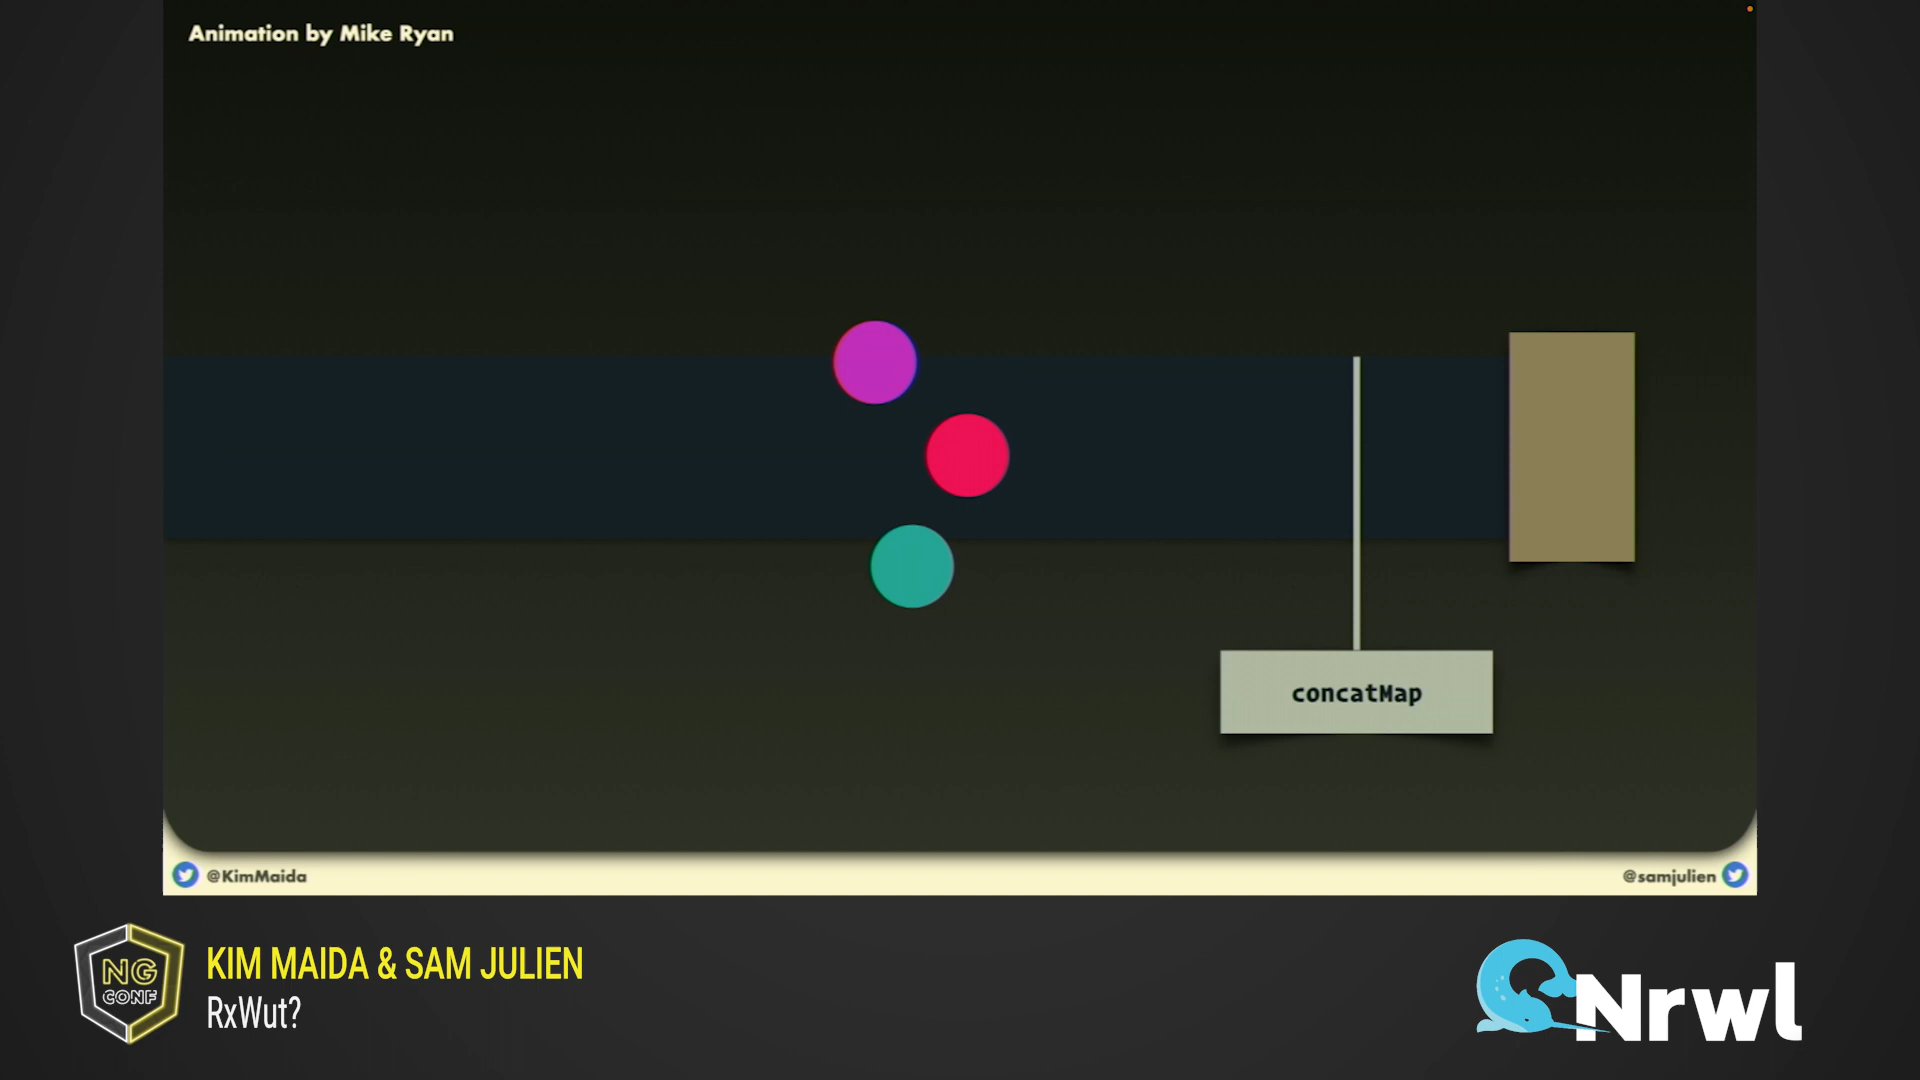 Animation by Mike Ryan
concatMap
@KimMaida
@samjulien
NG
CONF
KIM MAIDA & SAM JULIEN
RxWut?
Nrwl